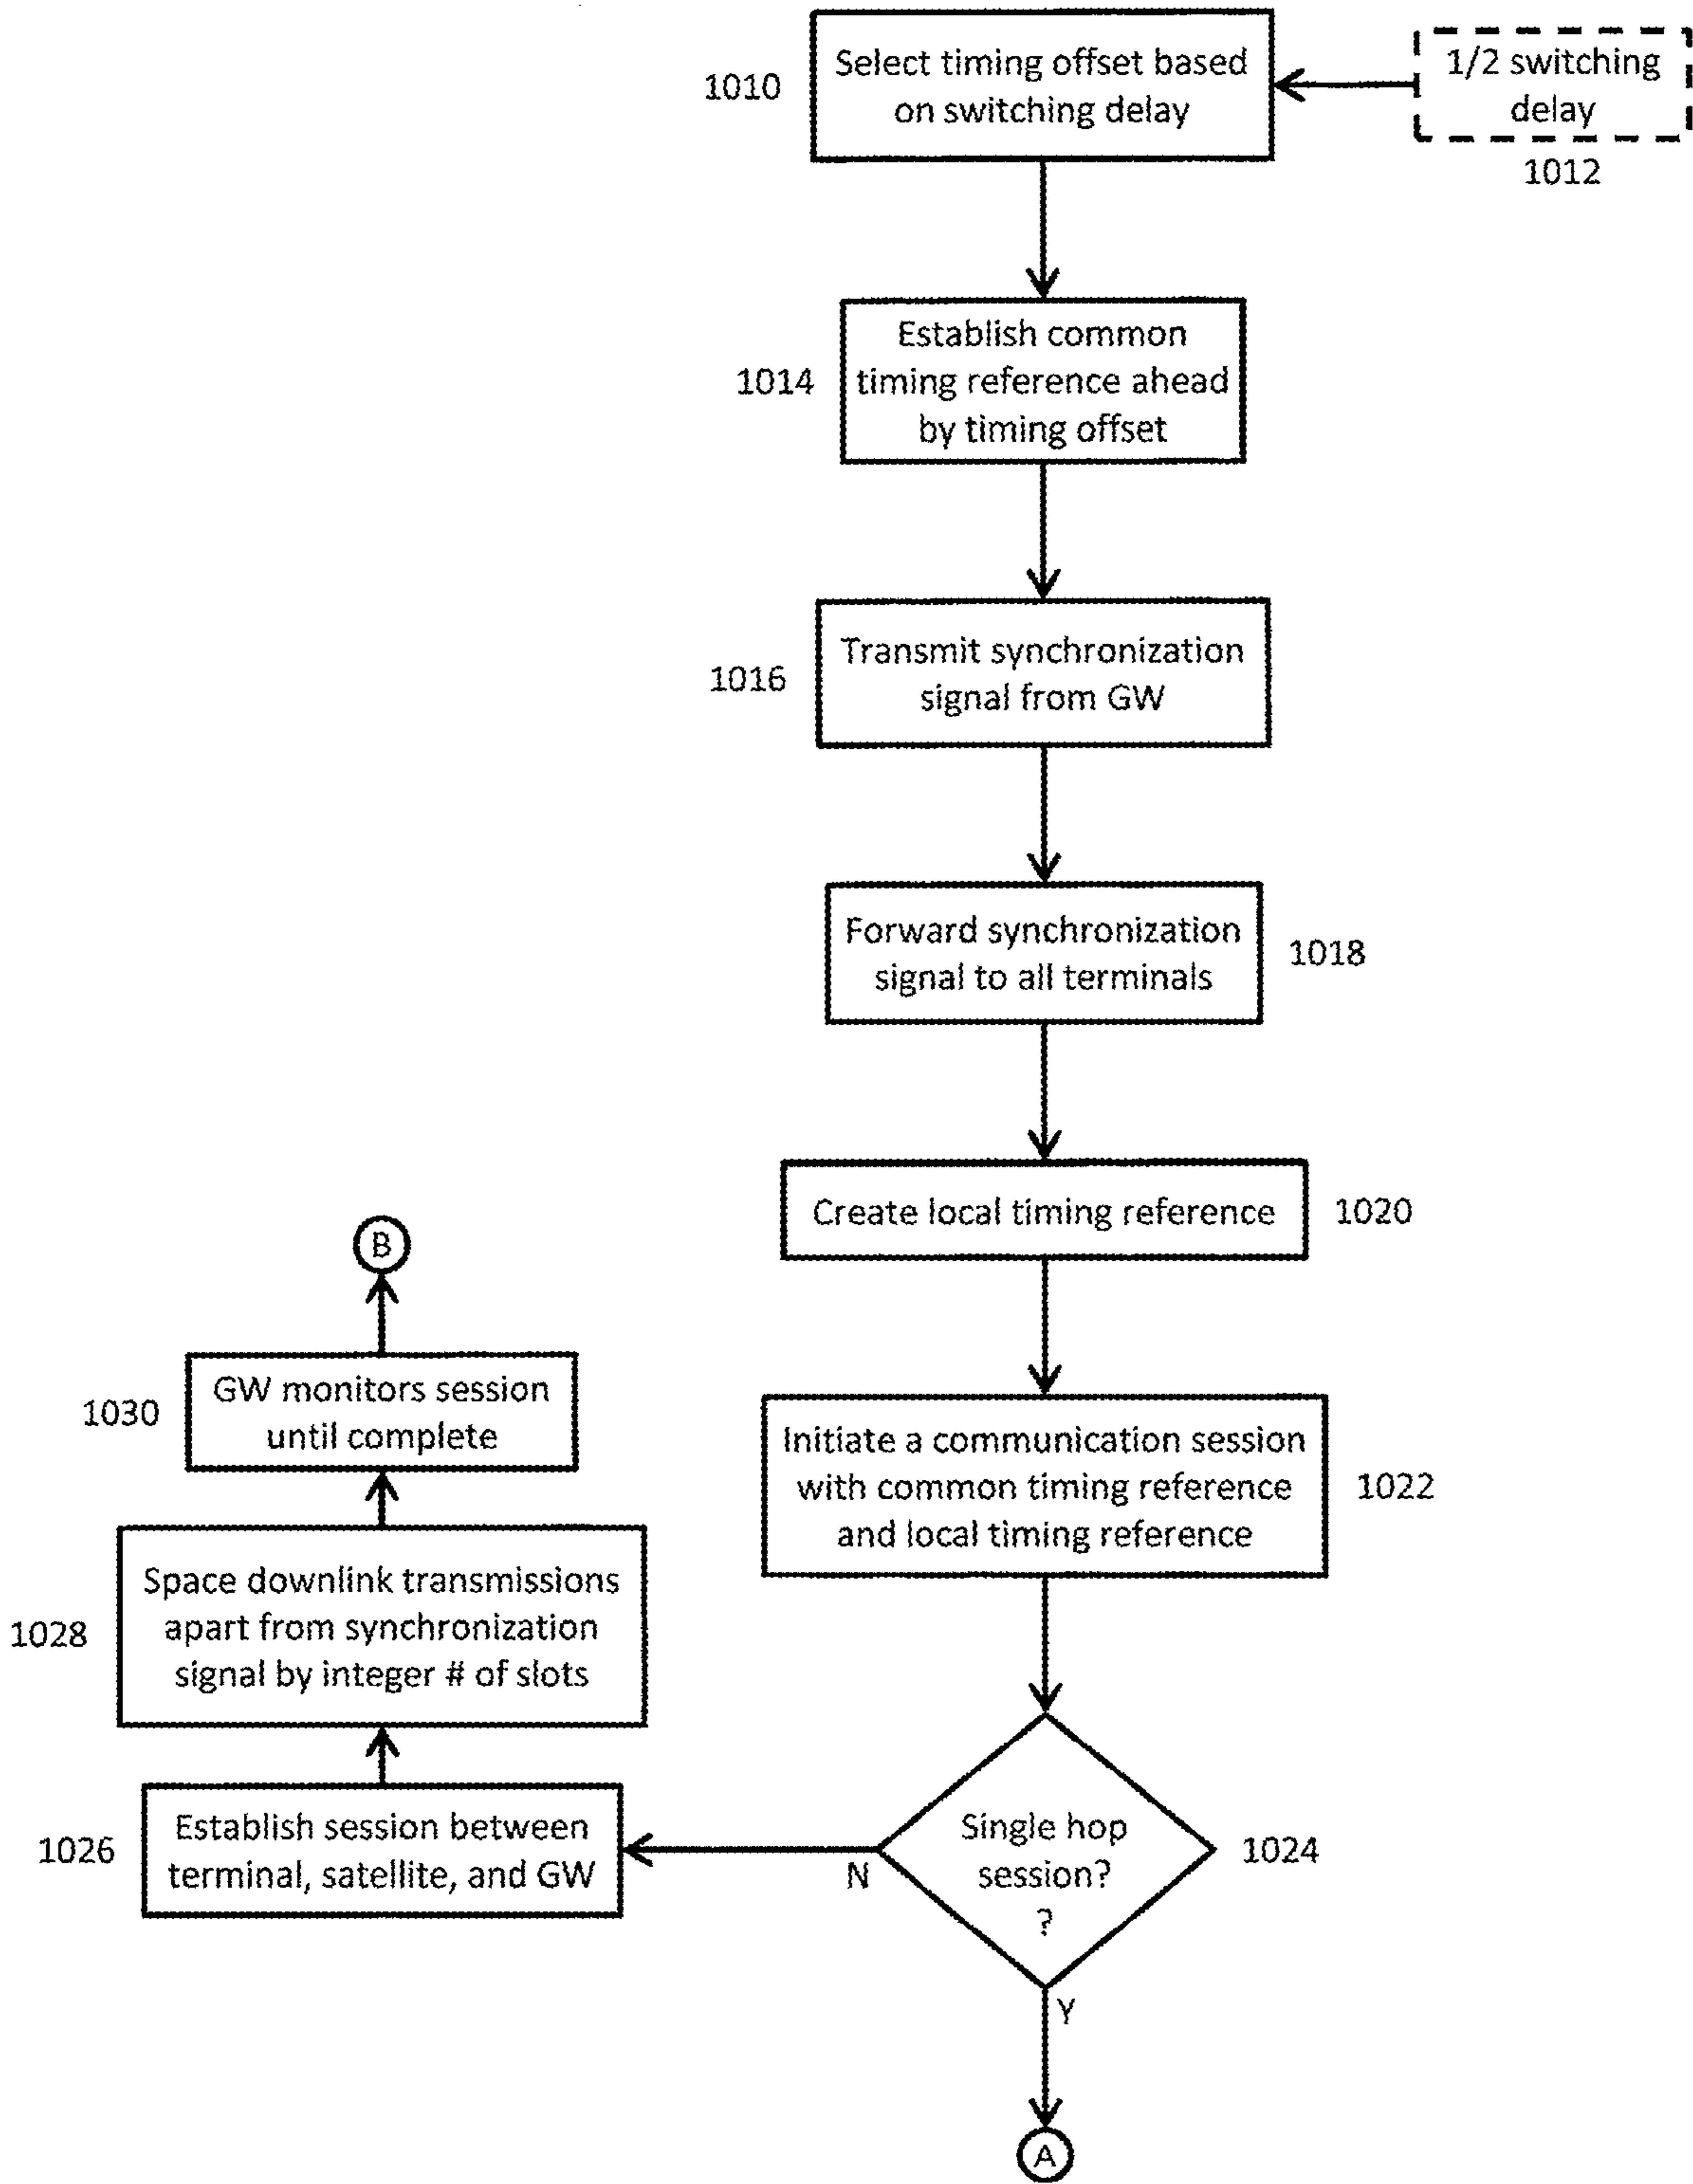 1010
Select timing offset based
on switching delay
1/2 switching
delay
1012
1014
Establish common
timing reference ahead
by timing offset
1016
Transmit synchronization
signal from GW
Forward synchronization
signal to all terminals
1018
Create local timing reference
1020
Initiate a communication session
with common timing reference
and local timing reference
1022
Single hop
session?
?
1024
N
Y
A
1026
Establish session between
terminal, satellite, and GW
1028
Space downlink transmissions
apart from synchronization
signal by integer # of slots
1030
GW monitors session
until complete
B